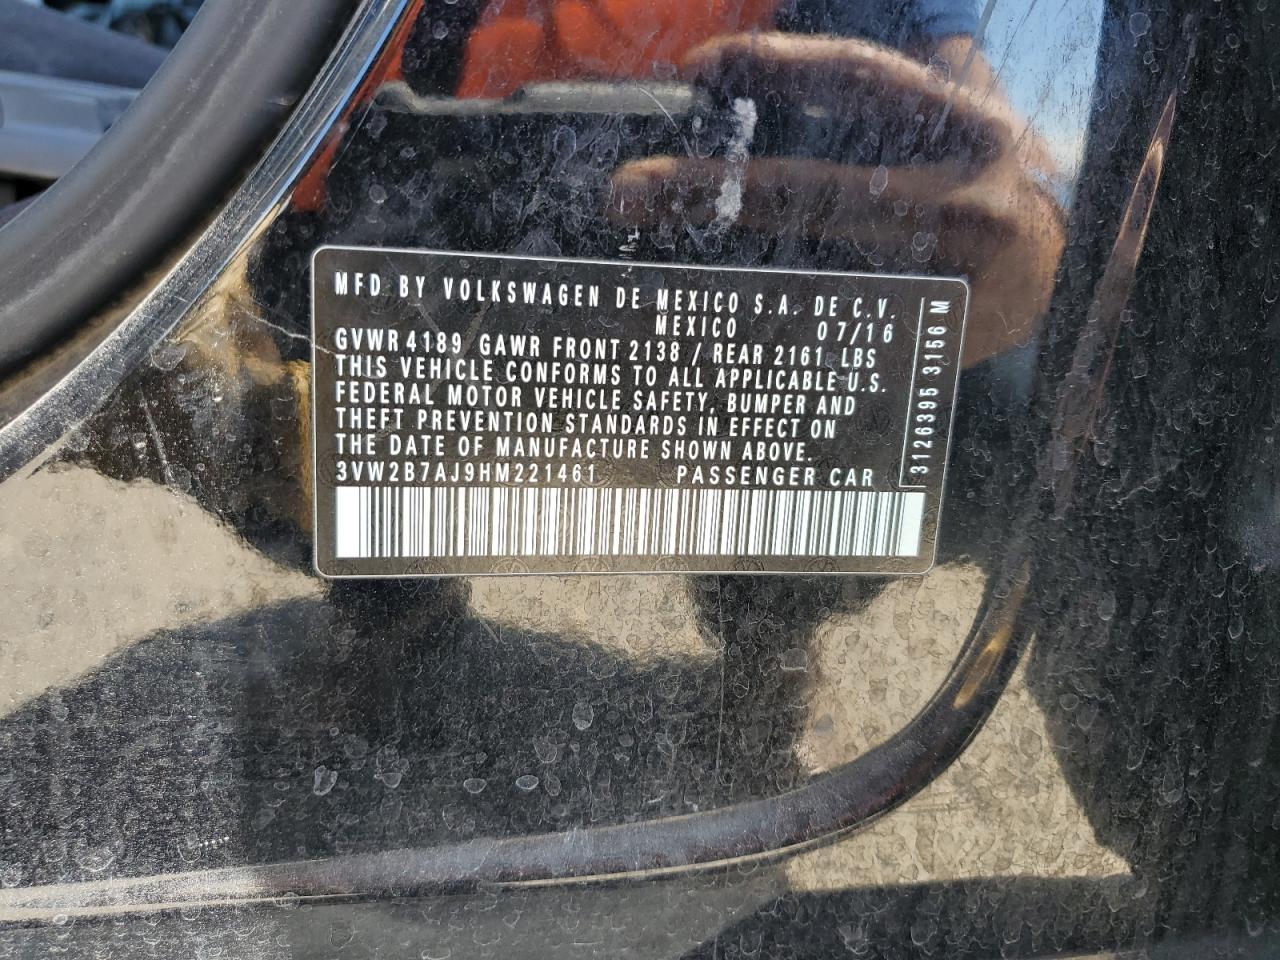 MFD BY VOLKSWAGEN DE MEXICO S.A. DE C.V.
MEXICO 07/16
GVWR 4189 GAWR FRONT 2138 / REAR 2161 LBS
THIS VEHICLE CONFORMS TO ALL APPLICABLE U.S.
FEDERAL MOTOR VEHICLE SAFETY, BUMPER AND
THEFT PREVENTION STANDARDS IN EFFECT ON
THE DATE OF MANUFACTURE SHOWN ABOVE.
3VW2B7AJ9HM221461 PASSENGER CAR
3126395 3156 M